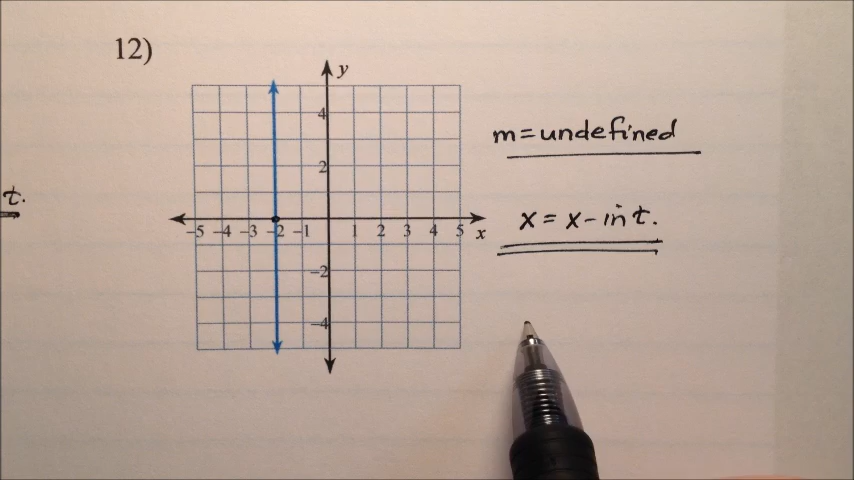 12)
y
4
m=undefined
2
t.
x = x-int.
-5 -4 -3 -2 -1 1 2 3 4 5 x
-2
-4